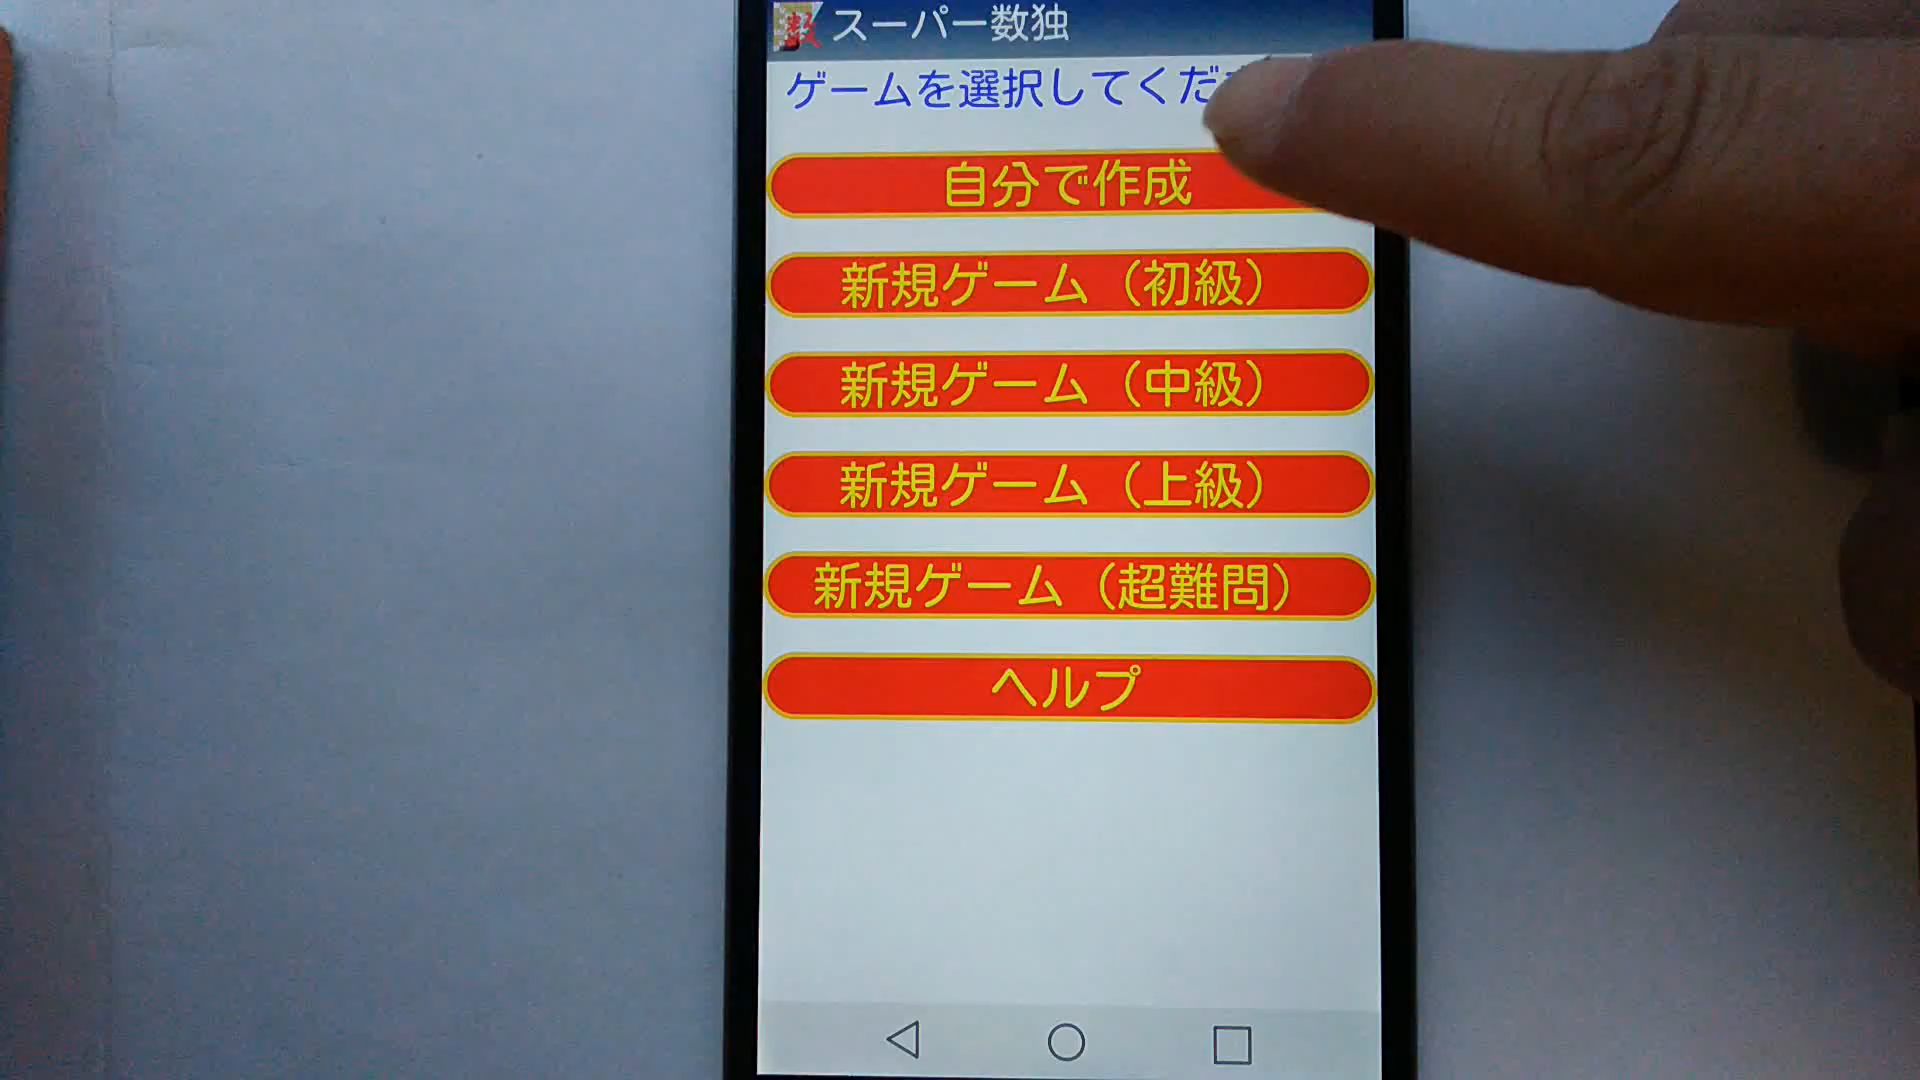 スーパー数独
ゲームを選択してくだ
自分で作成
新規ゲーム（初級）
新規ゲーム（中級）
新規ゲーム（上級）
新規ゲーム（超難問）
ヘルプ